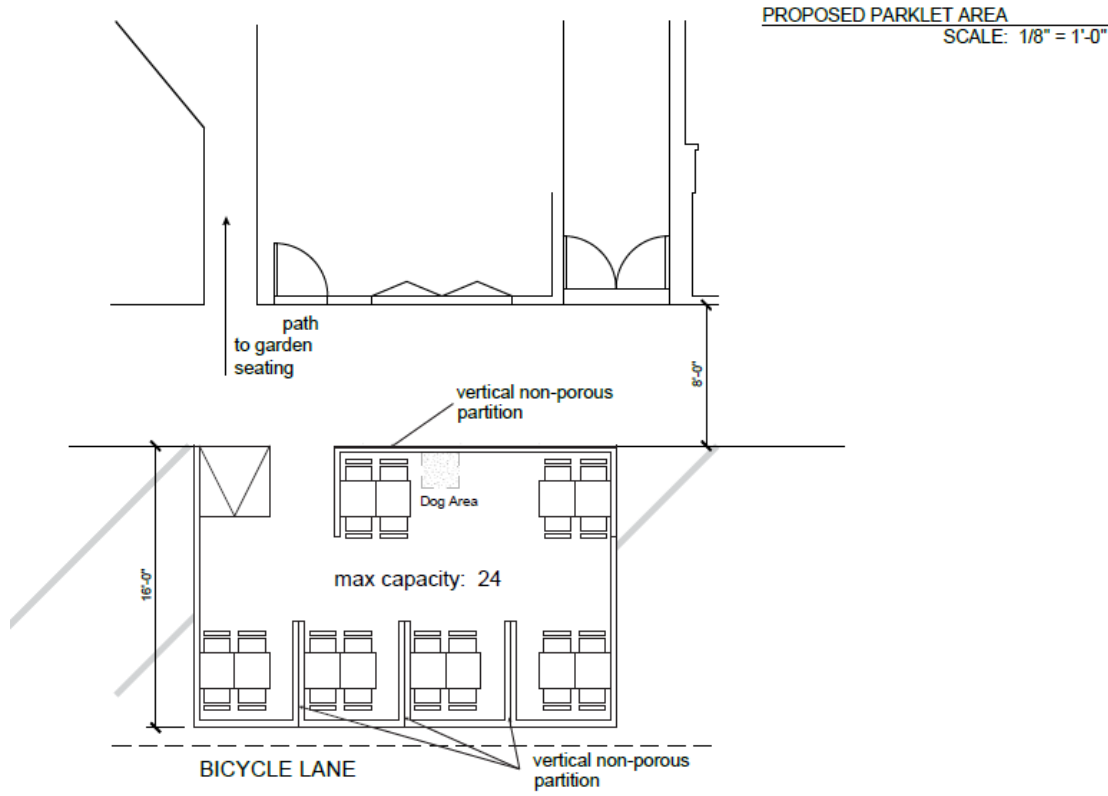 PROPOSED PARKLET AREA
SCALE: 1/8" = 1'-0"
path
to garden
seating
8'-0"
vertical non-porous
partition
Dog Area
16'-0"
max capacity: 24
BICYCLE LANE
vertical non-porous
partition